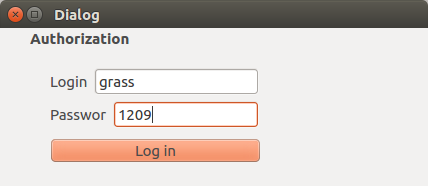 Dialog
Authorization
Login grass
Passwor 1209
Log in